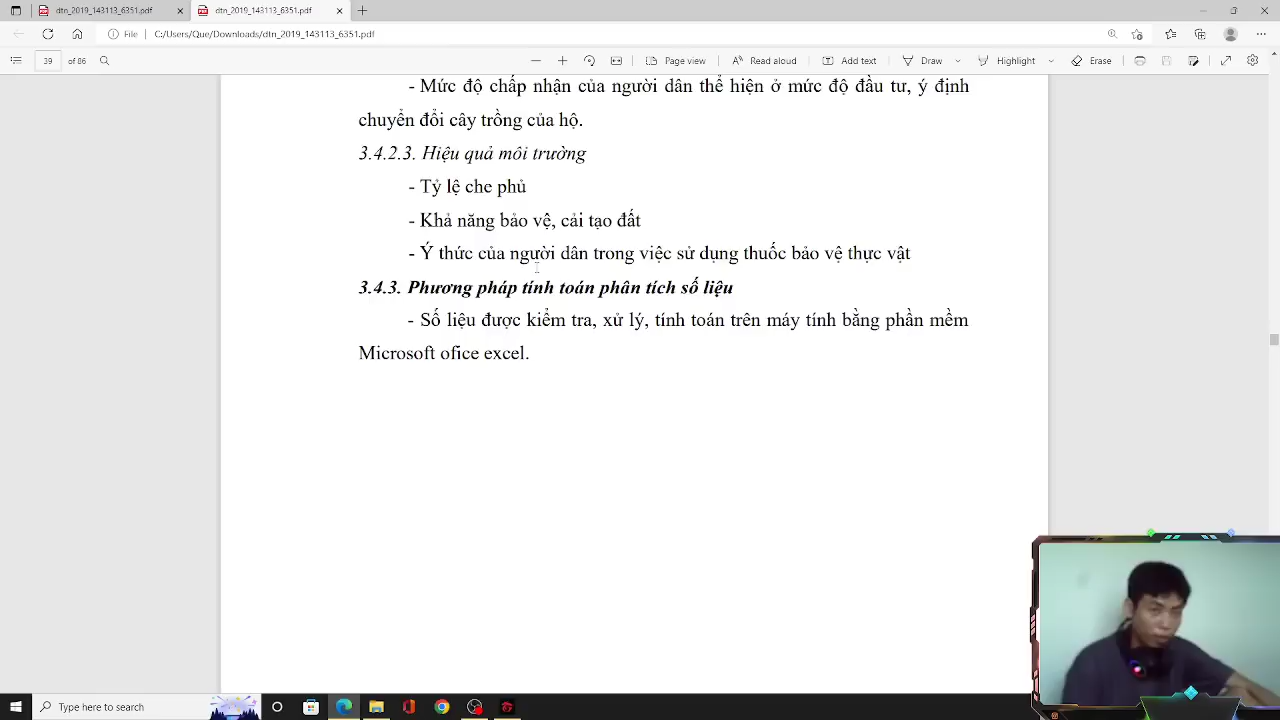 dtn_2019_143113_6351.pdf
dtn_2019_143113_6351.pdf
File C:/Users/Que/Downloads/dtn_2019_143113_6351.pdf
39 of 86 Page view Read aloud Add text Draw Highlight Erase
- Mức độ chấp nhận của người dân thể hiện ở mức độ đầu tư, ý định
chuyển đổi cây trồng của hộ.
3.4.2.3. Hiệu quả môi trường
- Tỷ lệ che phủ
- Khả năng bảo vệ, cải tạo đất
- Ý thức của người dân trong việc sử dụng thuốc bảo vệ thực vật
3.4.3. Phương pháp tính toán phân tích số liệu
- Số liệu được kiểm tra, xử lý, tính toán trên máy tính bằng phần mềm
Microsoft ofice excel.
Type here to search